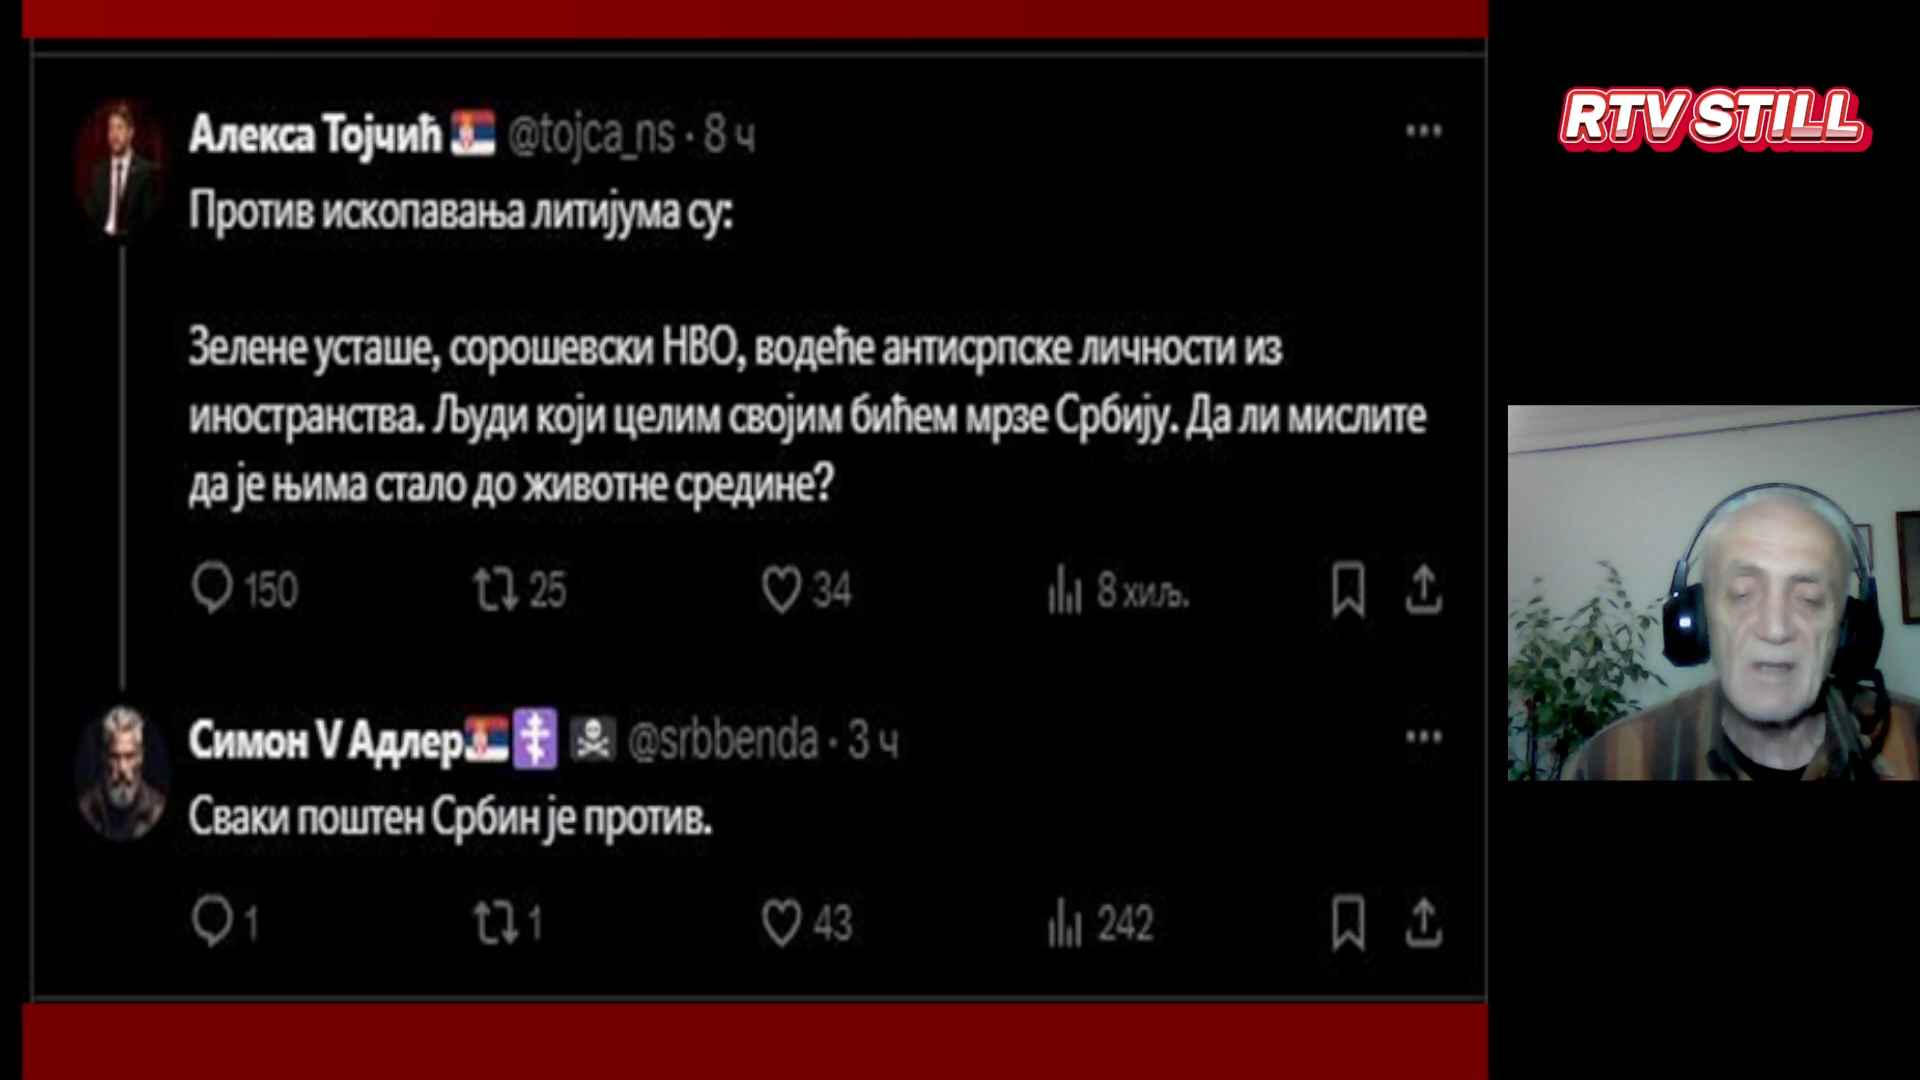 RTV STILL
Алекса Тојчић @tojca_ns · 8 ч
Против ископавања литијума су:
Зелене усташе, сорошевски НВО, водеће антисрпске личности из
иностранства. Људи који целим својим бићем мрзе Србију. Да ли мислите
да је њима стало до животне средине?
150 25 34 8 хиљ.
Симон V Адлер @srbbenda · 3 ч
Сваки поштен Србин је против.
1 1 43 242